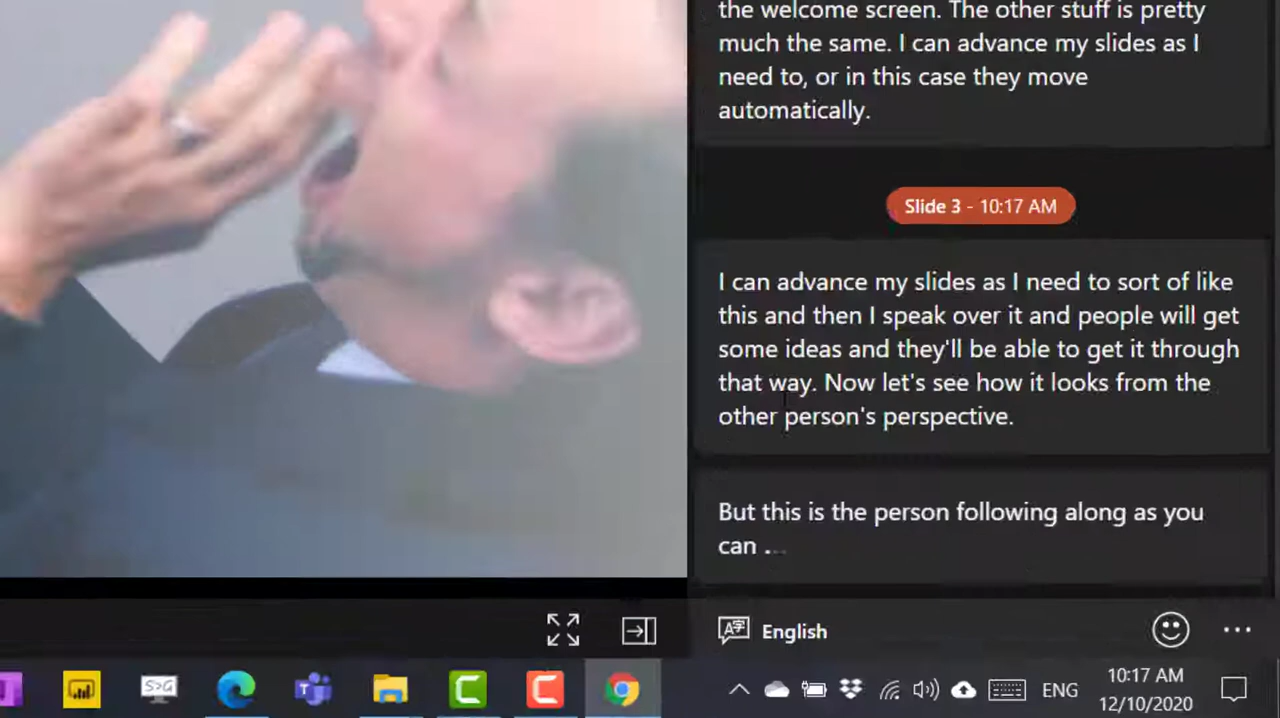 the welcome screen. The other stuff is pretty
much the same. I can advance my slides as I
need to, or in this case they move
automatically.
Slide 3 - 10:17 AM
I can advance my slides as I need to sort of like
this and then I speak over it and people will get
some ideas and they'll be able to get it through
that way. Now let's see how it looks from the
other person's perspective.
But this is the person following along as you
can ...
English
S>G
ENG
10:17 AM
12/10/2020